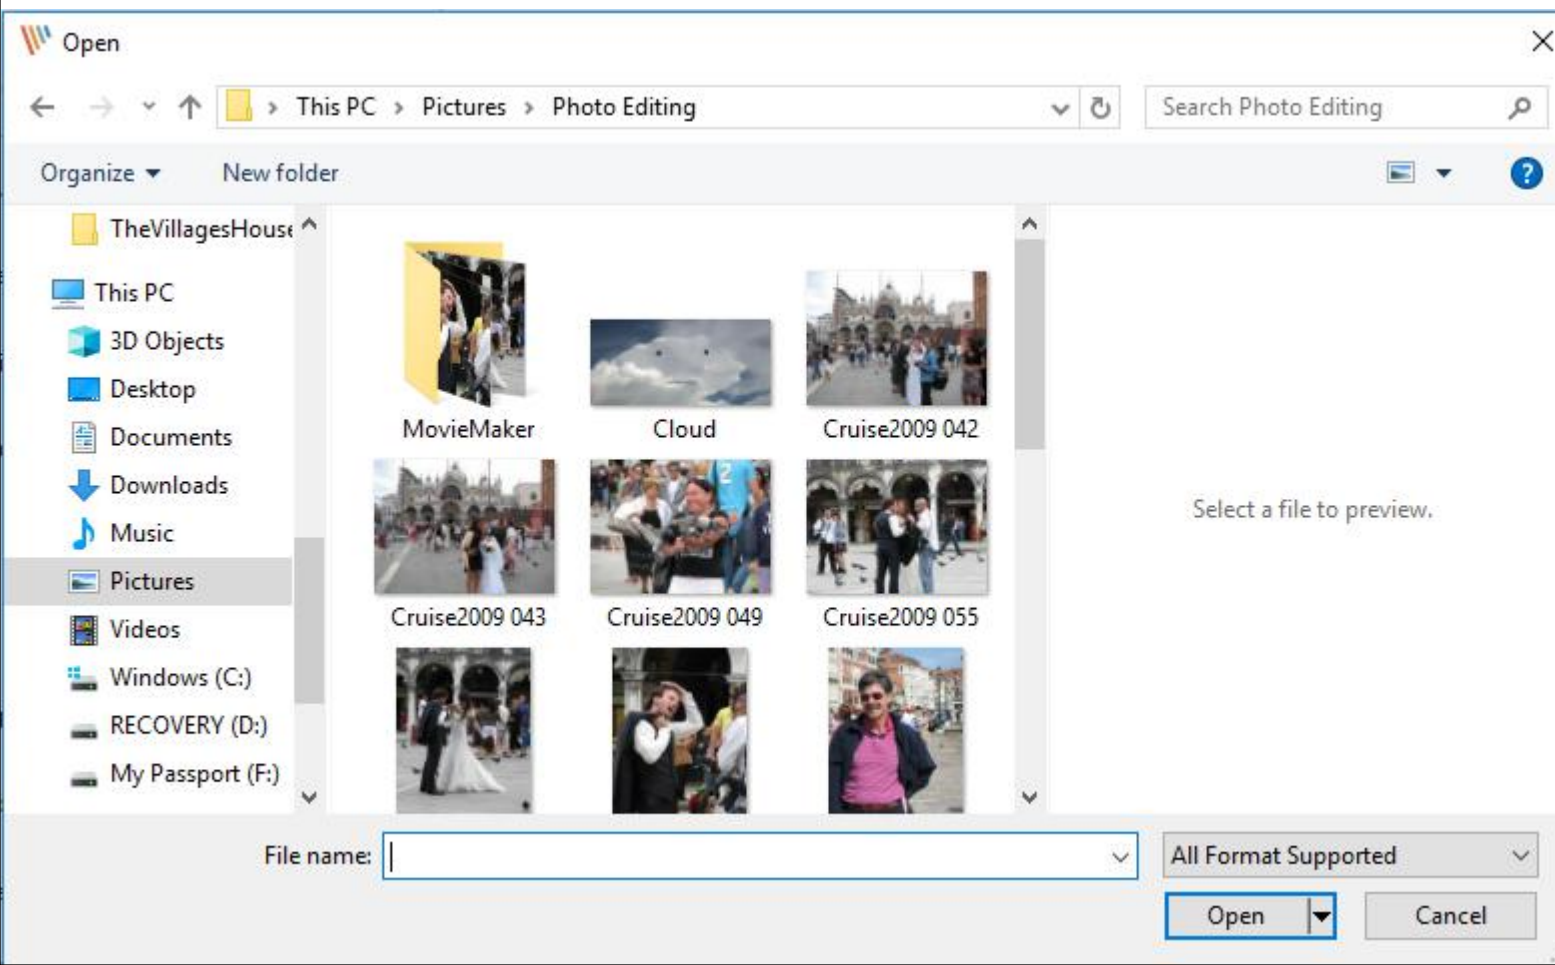 Open
This PC > Pictures > Photo Editing
Search Photo Editing
Organize
New folder
?
TheVillagesHouse
This PC
3D Objects
Desktop
Documents
Downloads
Music
Pictures
Videos
Windows (C:)
RECOVERY (D:)
My Passport (F:)
MovieMaker
Cloud
Cruise2009 042
Cruise2009 043
Cruise2009 049
Cruise2009 055
2
Select a file to preview.
File name:
All Format Supported
Open
Cancel